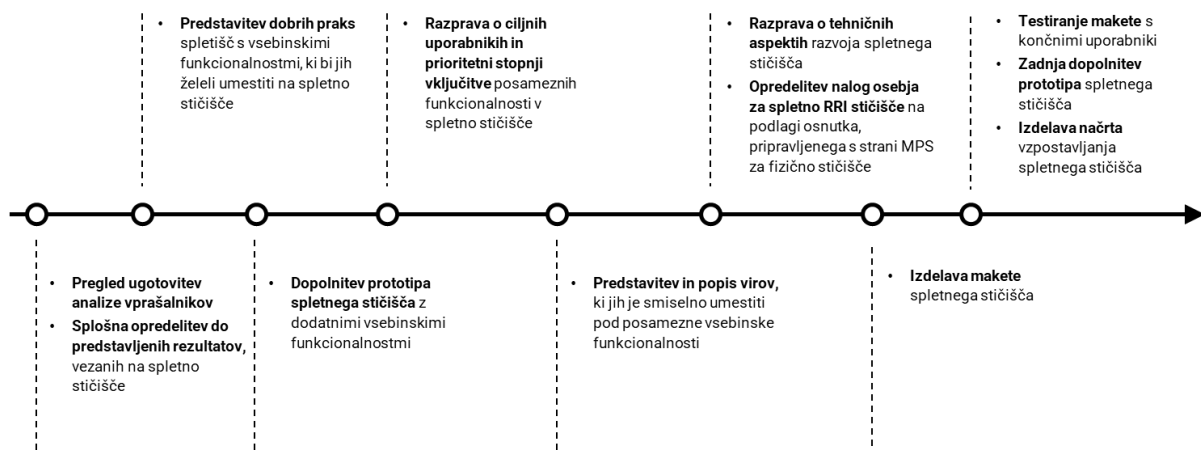 • Predstavitev dobrih praks
spletišč s vsebinskimi
funkcionalnostmi, ki bi jih
želeli umestiti na spletno
stičišče
• Razprava o ciljnih
uporabnikih in
prioritetni stopnji
vključitve posameznih
funkcionalnosti v
spletno stičišče
• Razprava o tehničnih
aspektih razvoja spletnega
stičišča
• Opredelitev nalog osebja
za spletno RRI stičišče na
podlagi osnutka,
pripravljenega s strani MPS
za fizično stičišče
• Testiranje makete s
končnimi uporabniki
• Zadnja dopolnitev
prototipa spletnega
stičišča
• Izdelava načrta
vzpostavljanja
spletnega stičišča
• Pregled ugotovitev
analize vprašalnikov
• Splošna opredelitev do
predstavljenih rezultatov,
vezanih na spletno
stičišče
• Dopolnitev prototipa
spletnega stičišča z
dodatnimi vsebinskimi
funkcionalnostmi
• Predstavitev in popis virov,
ki jih je smiselno umestiti
pod posamezne vsebinske
funkcionalnosti
• Izdelava makete
spletnega stičišča